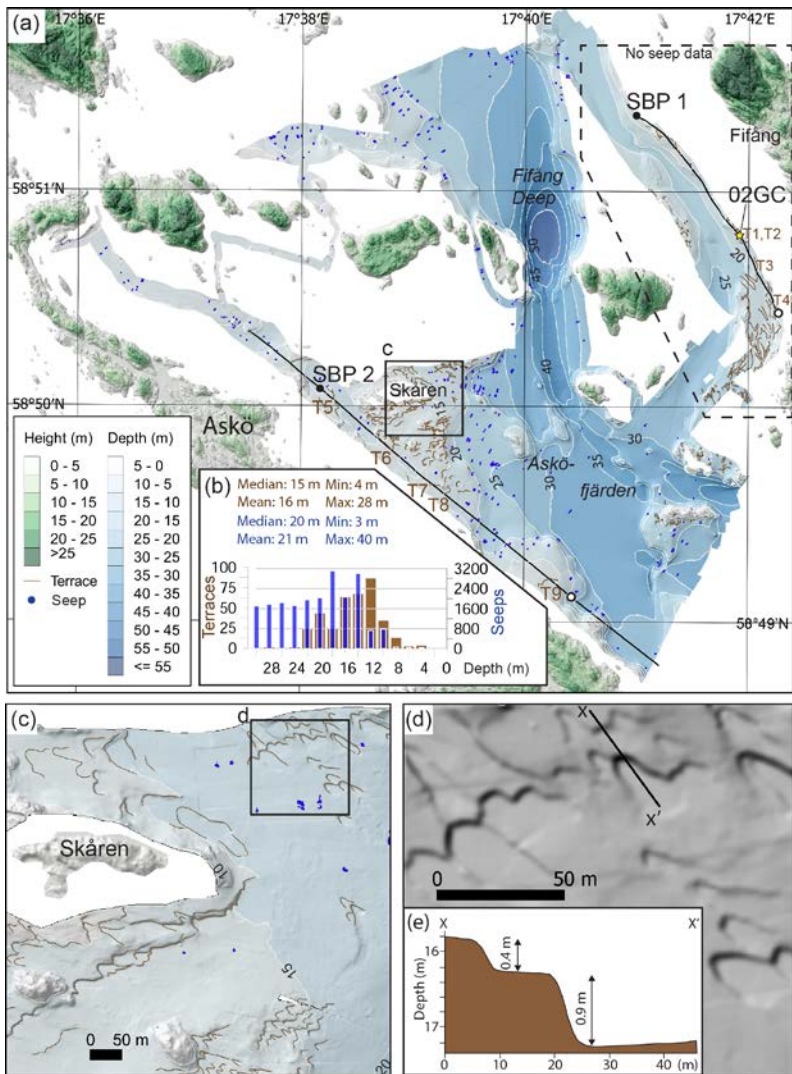 (a)
17°36'E
17°38'E
17°40'E
17°42'E
No seep data
SBP 1
Fifång
58°51'N
Fifång
Deep
02GC
T1,T2
20
T3
25
T4
50
45
40
c
SBP 2
Skåren
15
58°50'N
T5
Askö
T6
20
30
25
30
35
Askö-
fjärden
T7
T8
T9
58°49'N
Height (m)
0 - 5
5 - 10
10 - 15
15 - 20
20 - 25
>25
Terrace
Seep
Depth (m)
5 - 0
10 - 5
15 - 10
20 - 15
25 - 20
30 - 25
35 - 30
40 - 35
45 - 40
50 - 45
55 - 50
<= 55
(b)
Median: 15 m Min: 4 m
Mean: 16 m Max: 28 m
Median: 20 m Min: 3 m
Mean: 21 m Max: 40 m
Terraces
100
75
50
25
0
3200
2400
1600
800
0
Seeps
28 24 20 16 12 8 4 0 Depth (m)
(c)
d
Skåren
10
15
20
0 50 m
(d)
X
X'
0 50 m
(e)
X
X'
Depth (m)
16
17
0.4 m
0.9 m
0 10 20 30 40 (m)